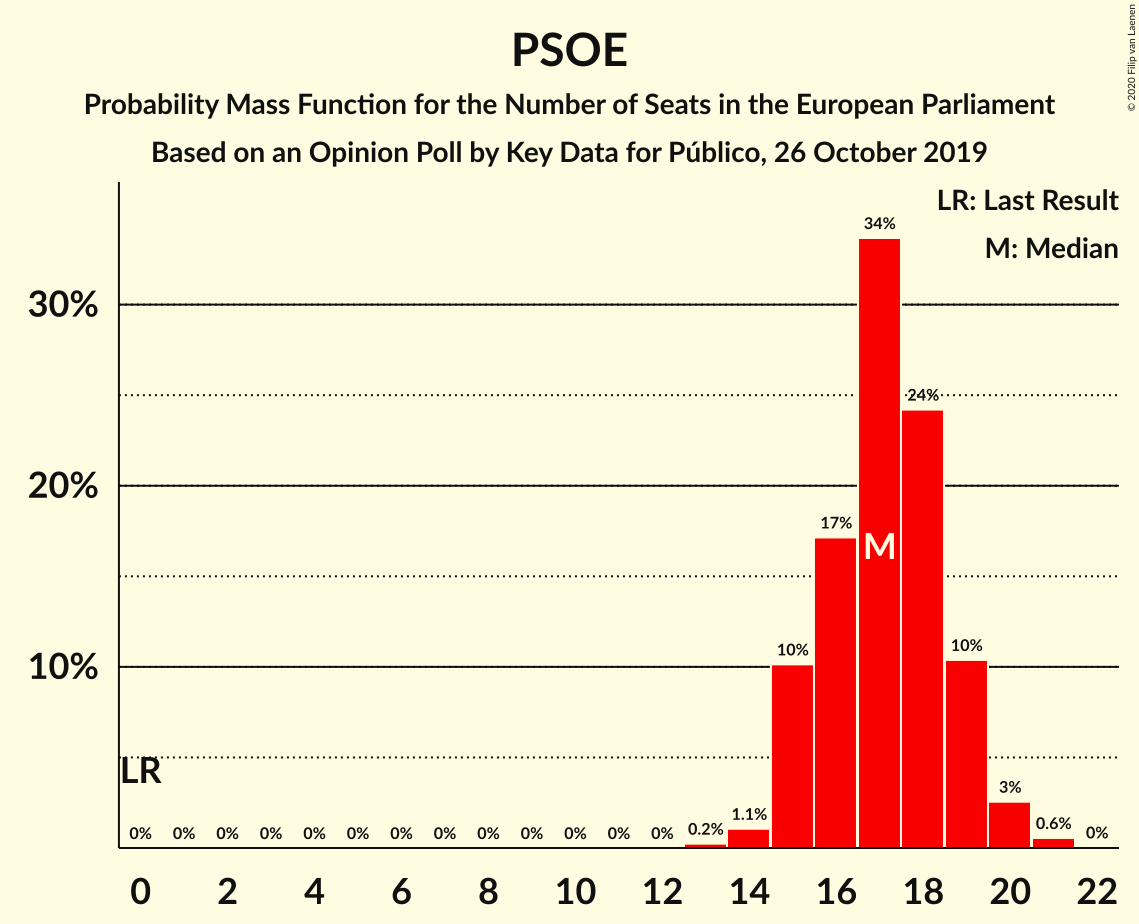 PSOE
Probability Mass Function for the Number of Seats in the European Parliament
Based on an Opinion Poll by Key Data for Público, 26 October 2019
© 2020 Filip van Laenen
LR: Last Result
M: Median
30%
20%
10%
34%
24%
17%
M
10%
10%
LR
3%
1.1%
0.6%
0.2%
0% 0% 0% 0% 0% 0% 0% 0% 0% 0% 0% 0% 0% 0%
0 2 4 6 8 10 12 14 16 18 20 22